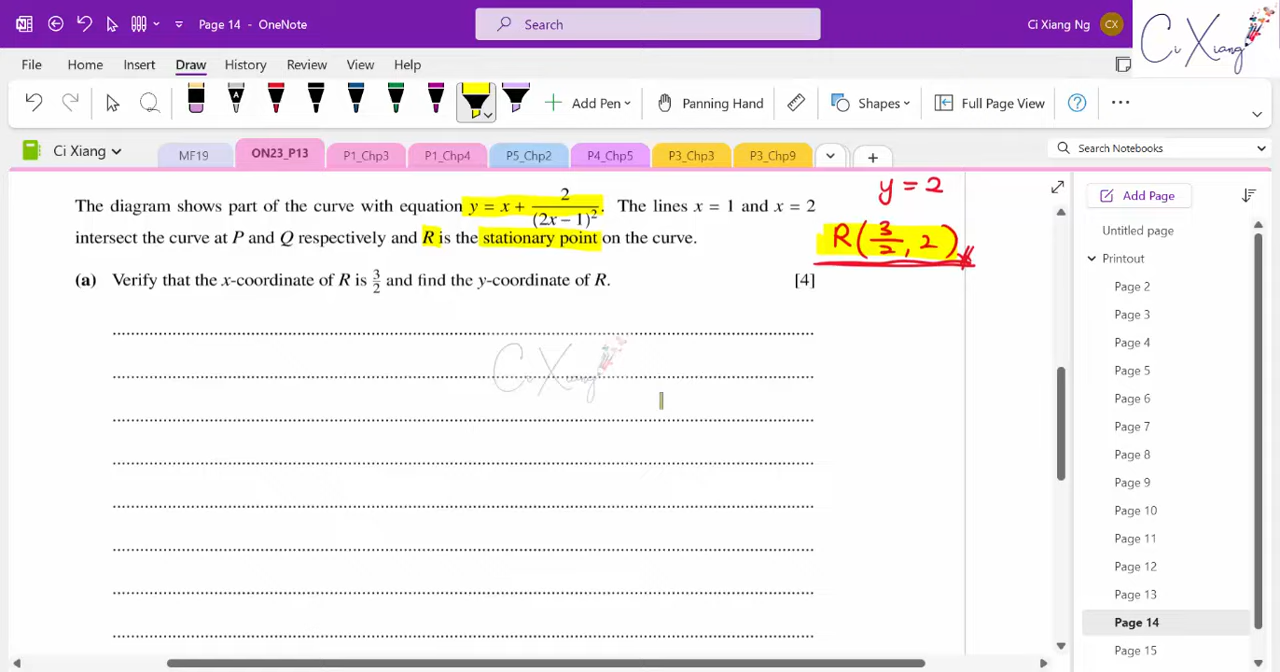 Page 14 - OneNote
Search
Ci Xiang Ng
CX
Ci Xiang
File Home Insert Draw History Review View Help
Add Pen
Panning Hand
Shapes
Full Page View
Ci Xiang
MF19
ON23_P13
P1_Chp3
P1_Chp4
P5_Chp2
P4_Chp5
P3_Chp3
P3_Chp9
Search Notebooks
The diagram shows part of the curve with equation y = x + 2/(2x − 1)². The lines x = 1 and x = 2
intersect the curve at P and Q respectively and R is the stationary point on the curve.
(a) Verify that the x-coordinate of R is 3/2 and find the y-coordinate of R. [4]
y = 2
R(3/2, 2)
Ci Xiang
Add Page
Untitled page
Printout
Page 2
Page 3
Page 4
Page 5
Page 6
Page 7
Page 8
Page 9
Page 10
Page 11
Page 12
Page 13
Page 14
Page 15